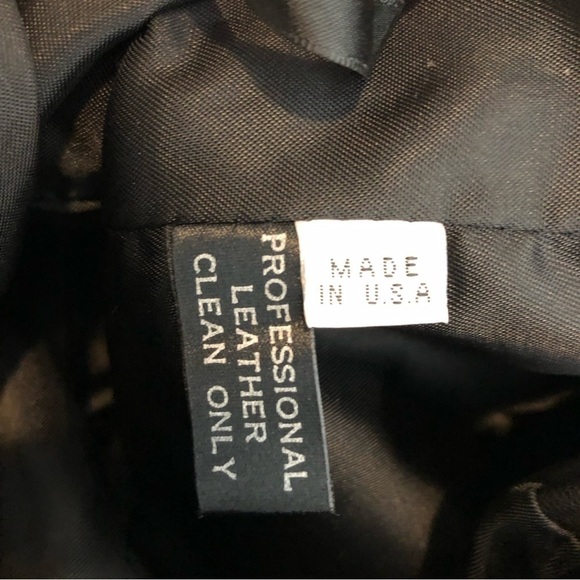 PROFESSIONAL
LEATHER
CLEAN ONLY
MADE
IN U.S.A